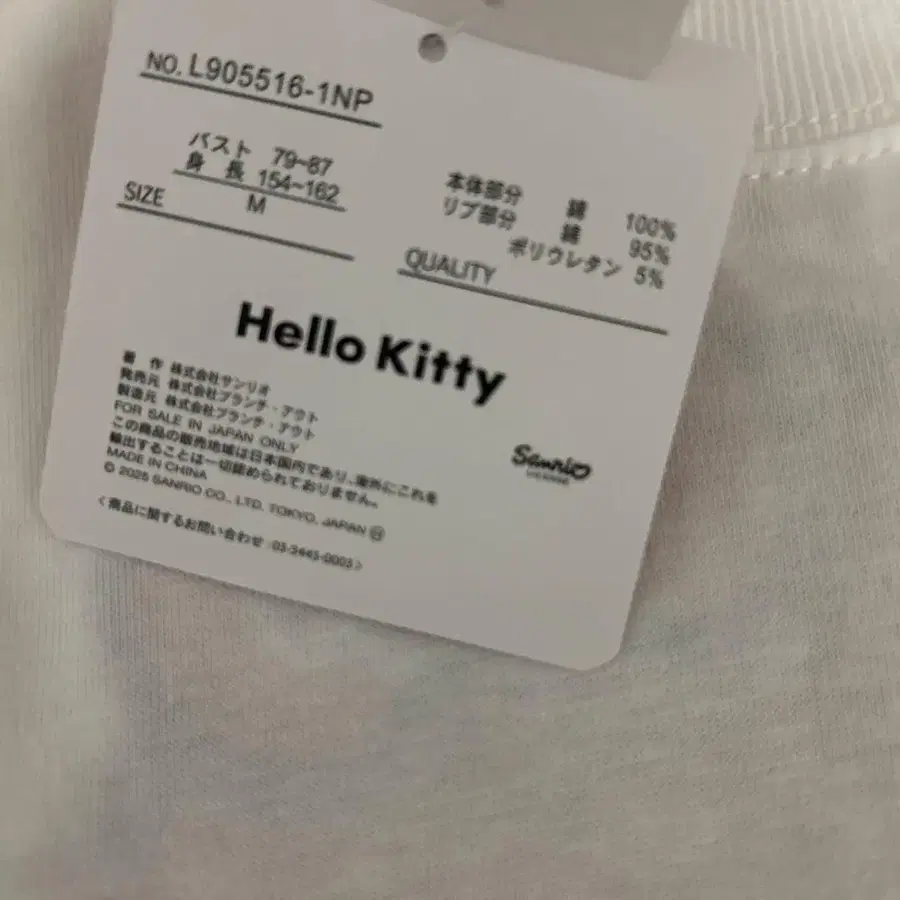 NO. L905516-1NP
バスト 79~87
身 長 154~162
SIZE M
本体部分 綿 100%
リブ部分 綿 95%
ポリウレタン 5%
QUALITY
Hello Kitty
著 作 株式会社サンリオ
発売元 株式会社ブランチ・アウト
製造元 株式会社ブランチ・アウト
FOR SALE IN JAPAN ONLY
この商品の販売地域は日本国内であり、海外にこれを
輸出することは一切認められておりません。
MADE IN CHINA
© 2025 SANRIO CO., LTD. TOKYO, JAPAN Ⓗ
Sanrio
<商品に関するお問い合わせ:03-3445-0003>